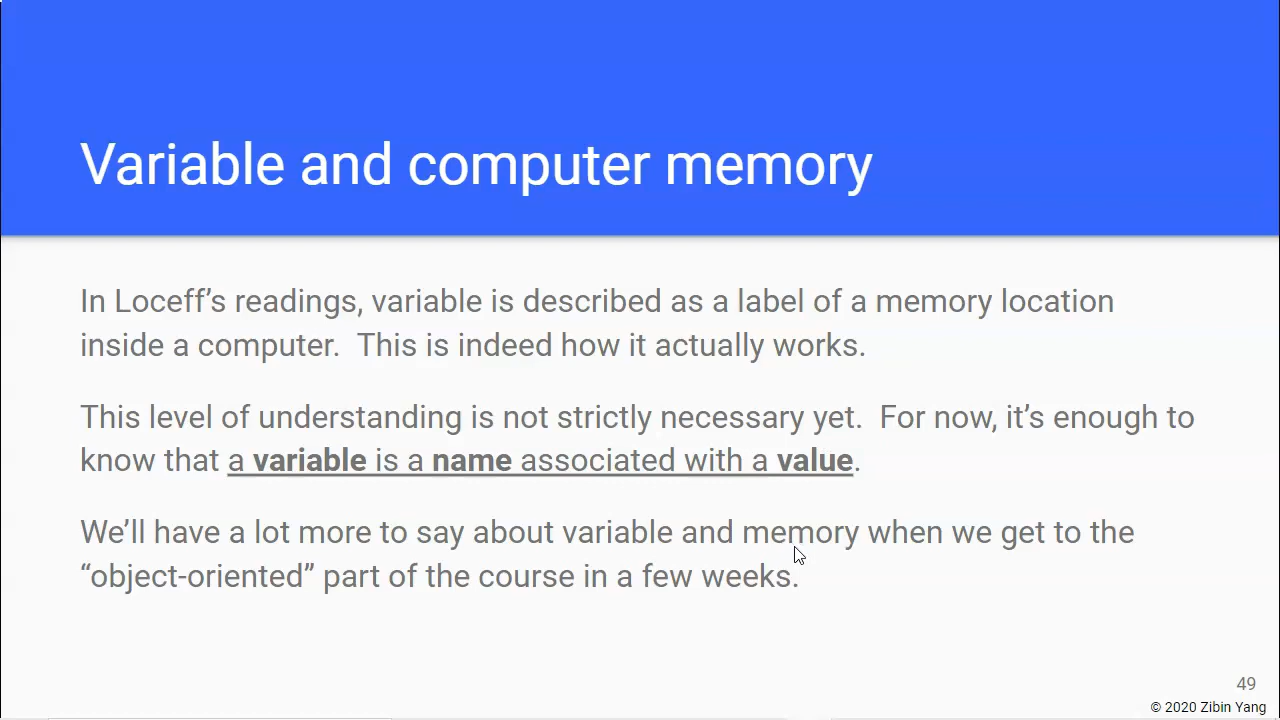 Variable and computer memory
In Loceff’s readings, variable is described as a label of a memory location
inside a computer.  This is indeed how it actually works.
This level of understanding is not strictly necessary yet.  For now, it’s enough to
know that a variable is a name associated with a value.
We’ll have a lot more to say about variable and memory when we get to the
“object-oriented” part of the course in a few weeks.
49
© 2020 Zibin Yang